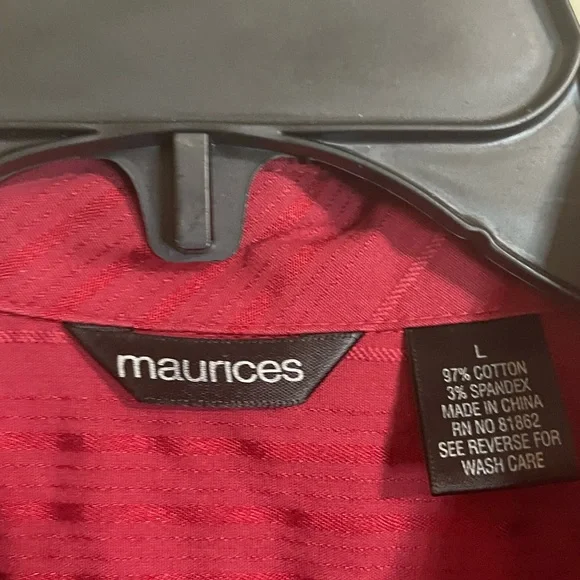 maurices
L
97% COTTON
3% SPANDEX
MADE IN CHINA
RN NO 81862
SEE REVERSE FOR
WASH CARE